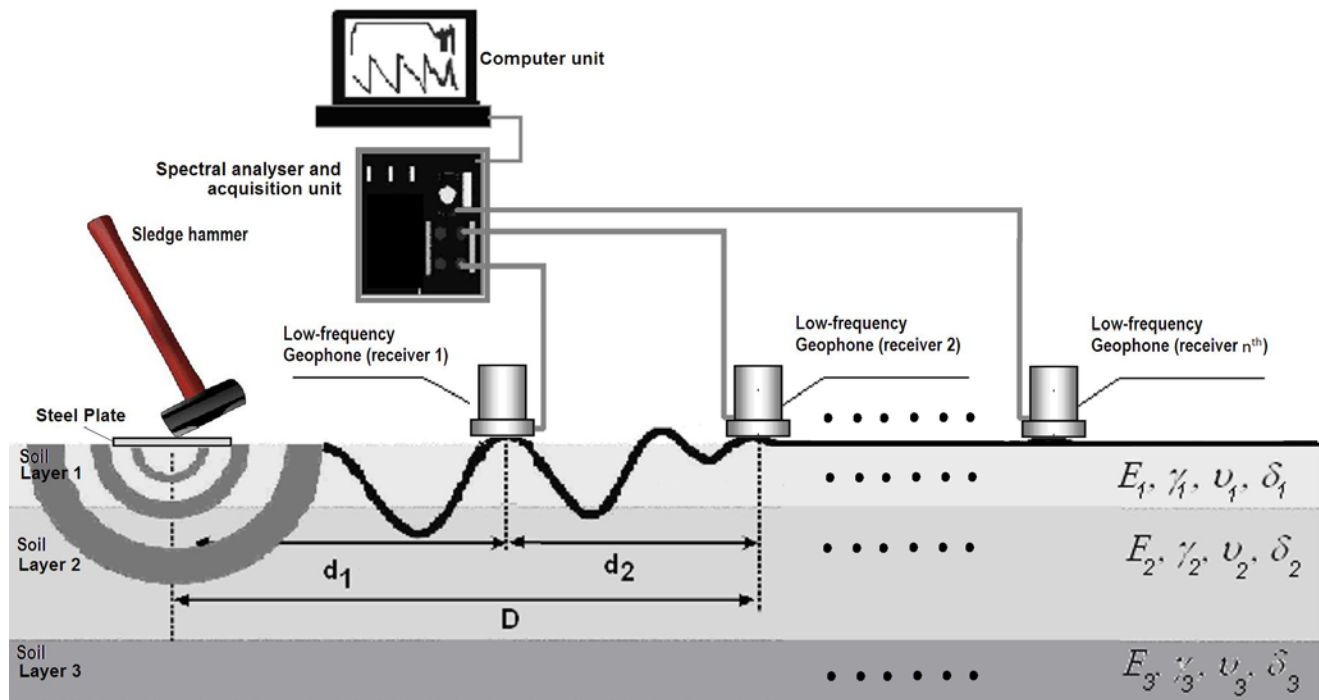 Computer unit
Spectral analyser and
acquisition unit
Sledge hammer
Low-frequency
Geophone (receiver 1)
Low-frequency
Geophone (receiver 2)
Low-frequency
Geophone (receiver nth)
Steel Plate
Soil
Layer 1
E1, γ1, υ1, δ1
Soil
Layer 2
d1
d2
E2, γ2, υ2, δ2
D
Soil
Layer 3
E3, γ3, υ3, δ3